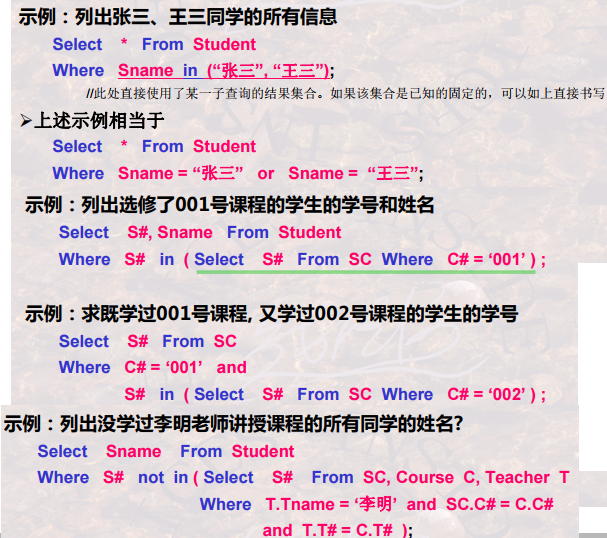 示例：列出张三、王三同学的所有信息
Select * From Student
Where Sname in (“张三”, “王三”);
//此处直接使用了某一子查询的结果集合。如果该集合是已知的固定的，可以如上直接书写
➢上述示例相当于
Select * From Student
Where Sname = “张三” or Sname = “王三”;
示例：列出选修了001号课程的学生的学号和姓名
Select S#, Sname From Student
Where S# in ( Select S# From SC Where C# = ‘001’ ) ;
示例：求既学过001号课程, 又学过002号课程的学生的学号
Select S# From SC
Where C# = ‘001’ and
S# in ( Select S# From SC Where C# = ‘002’ ) ;
示例：列出没学过李明老师讲授课程的所有同学的姓名?
Select Sname From Student
Where S# not in ( Select S# From SC, Course C, Teacher T
Where T.Tname = ‘李明’ and SC.C# = C.C#
and T.T# = C.T# );